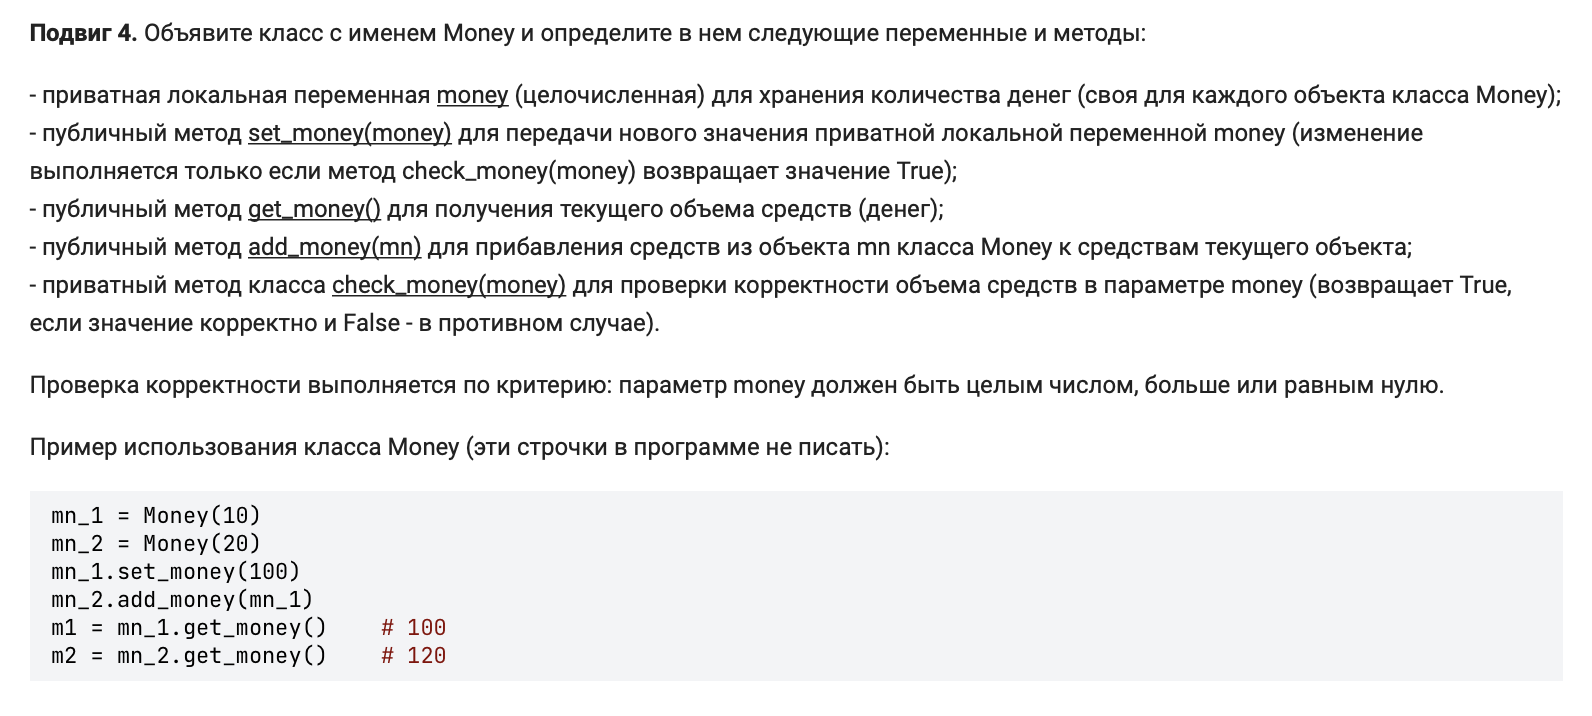 Подвиг 4. Объявите класс с именем Money и определите в нем следующие переменные и методы:
- приватная локальная переменная money (целочисленная) для хранения количества денег (своя для каждого объекта класса Money);
- публичный метод set_money(money) для передачи нового значения приватной локальной переменной money (изменение
выполняется только если метод check_money(money) возвращает значение True);
- публичный метод get_money() для получения текущего объема средств (денег);
- публичный метод add_money(mn) для прибавления средств из объекта mn класса Money к средствам текущего объекта;
- приватный метод класса check_money(money) для проверки корректности объема средств в параметре money (возвращает True,
если значение корректно и False - в противном случае).
Проверка корректности выполняется по критерию: параметр money должен быть целым числом, больше или равным нулю.
Пример использования класса Money (эти строчки в программе не писать):
mn_1 = Money(10)
mn_2 = Money(20)
mn_1.set_money(100)
mn_2.add_money(mn_1)
m1 = mn_1.get_money()    # 100
m2 = mn_2.get_money()    # 120